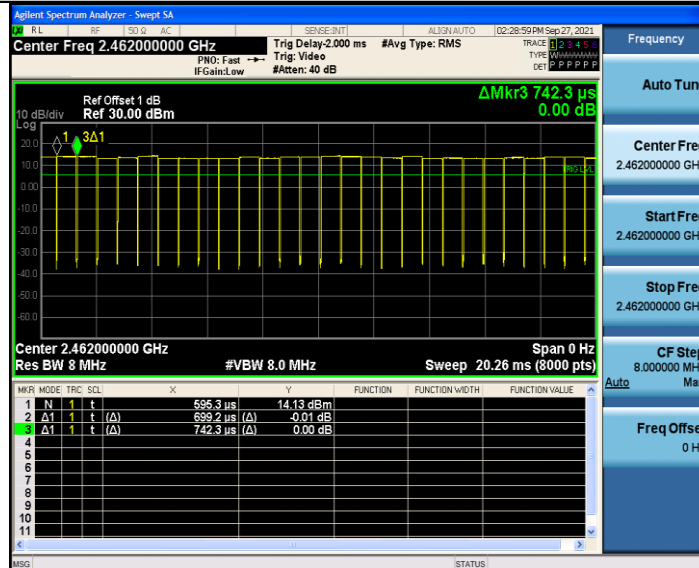 Agilent Spectrum Analyzer - Swept SA
RL RF 50 Ω AC SENSE:INT ALIGN AUTO 02:28:59 PM Sep 27, 2021
Center Freq 2.462000000 GHz
PNO: Fast
IFGain:Low
Trig Delay-2.000 ms
Trig: Video
#Atten: 40 dB
#Avg Type: RMS
TRACE 1 2 3 4 5 6
TYPE
DET P P P P P P
ΔMkr3 742.3 µs
0.00 dB
Ref Offset 1 dB
10 dB/div Ref 30.00 dBm
Log
1 3Δ1
20.0
10.0
TRIG LVL
0.00
-10.0
-20.0
-30.0
-40.0
-50.0
-60.0
Center 2.462000000 GHz Span 0 Hz
Res BW 8 MHz #VBW 8.0 MHz Sweep 20.26 ms (8000 pts)
MKR MODE TRC SCL X Y FUNCTION FUNCTION WIDTH FUNCTION VALUE
1 N 1 t 595.3 µs 14.13 dBm
2 Δ1 1 t (Δ) 699.2 µs (Δ) -0.01 dB
3 Δ1 1 t (Δ) 742.3 µs (Δ) 0.00 dB
4
5
6
7
8
9
10
11
MSG STATUS
Frequency
Auto Tun
Center Fre
2.462000000 GH
Start Fre
2.462000000 GH
Stop Fre
2.462000000 GH
CF Ste
8.000000 MH
Auto Ma
Freq Offse
0 H